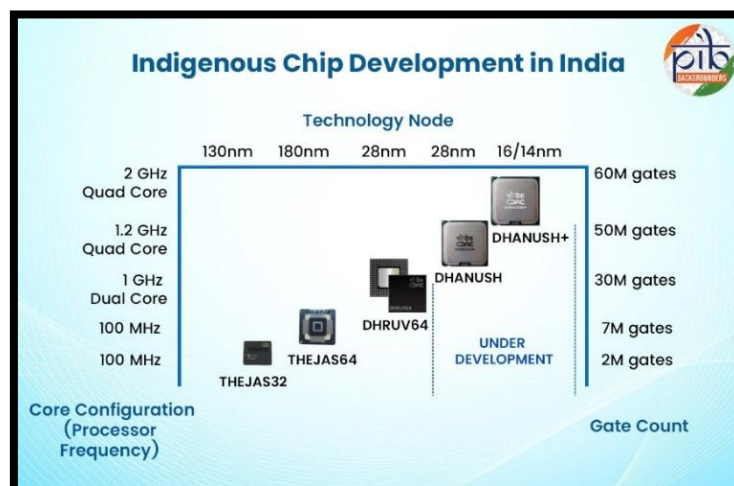 Indigenous Chip Development in India
pib
BACKGROUNDERS
Technology Node
130nm 180nm 28nm 28nm 16/14nm
2 GHz
Quad Core
60M gates
DHANUSH+
1.2 GHz
Quad Core
50M gates
DHANUSH
1 GHz
Dual Core
30M gates
DHRUV64
100 MHz
7M gates
THEJAS64
UNDER
DEVELOPMENT
100 MHz
2M gates
THEJAS32
Core Configuration
(Processor
Frequency)
Gate Count